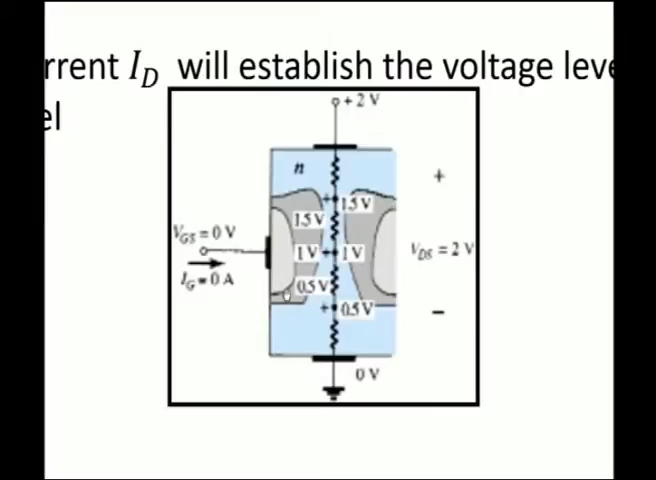 rrent I_D will establish the voltage leve
el
+ 2 V
n
+ 1.5 V
1.5 V
V_GS = 0 V
1 V + 1 V
V_DS = 2 V
I_G = 0 A
0.5 V
+ 0.5 V
0 V
+
−